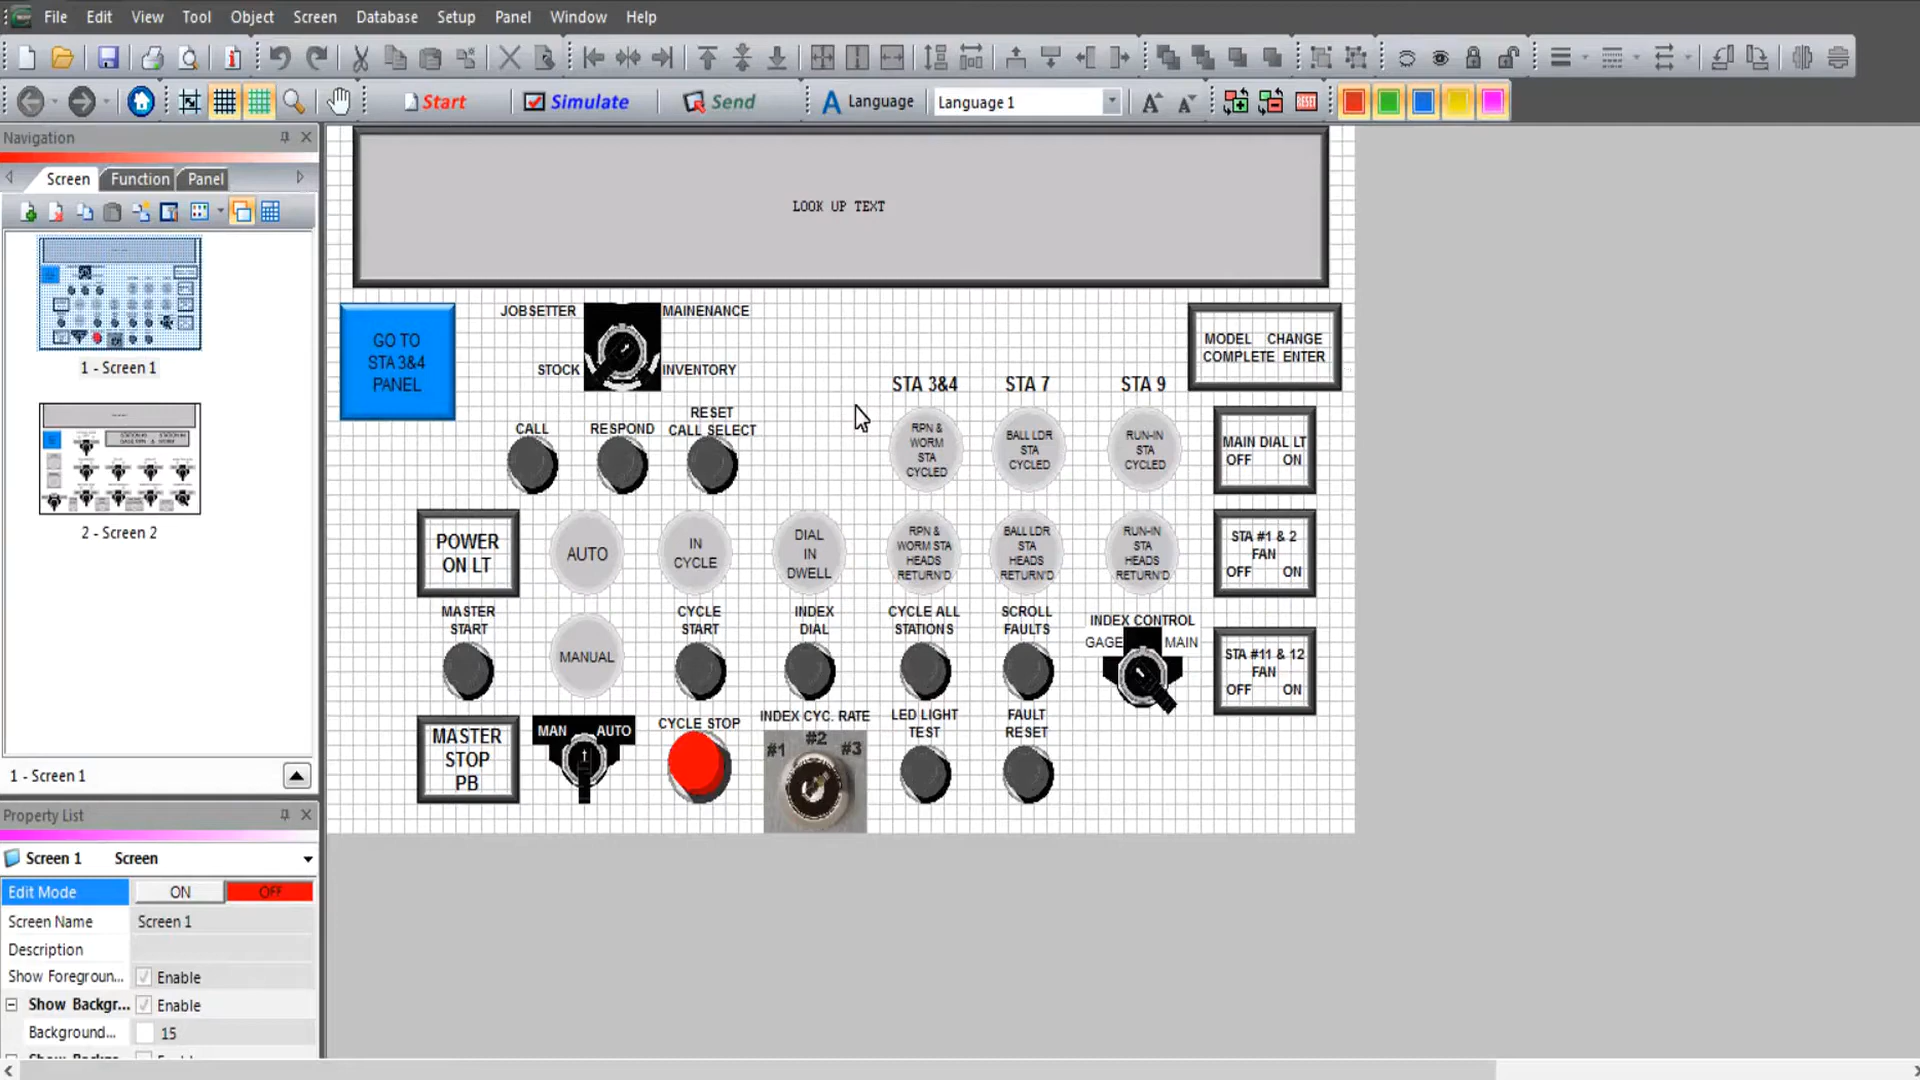 File Edit View Tool Object Screen Database Setup Panel Window Help
Start Simulate Send A Language Language 1 A A RESET
Navigation
Screen Function Panel
1 - Screen 1
2 - Screen 2
1 - Screen 1
Property List
Screen 1 Screen
Edit Mode ON OFF
Screen Name Screen 1
Description
Show Foregroun... Enable
Show Backgr... Enable
Background... 15
LOOK UP TEXT
GO TO
STA 3&4
PANEL
JOBSETTER MAINENANCE
STOCK INVENTORY
MODEL CHANGE
COMPLETE ENTER
STA 3&4 STA 7 STA 9
CALL
RESPOND
RESET
CALL SELECT
RPN &
WORM
STA
CYCLED
BALL LDR
STA
CYCLED
RUN-IN
STA
CYCLED
MAIN DIAL LT
OFF ON
POWER
ON LT
AUTO
IN
CYCLE
DIAL
IN
DWELL
RPN &
WORM STA
HEADS
RETURN'D
BALL LDR
STA
HEADS
RETURN'D
RUN-IN
STA
HEADS
RETURN'D
STA #1 & 2
FAN
OFF ON
MASTER
START
MANUAL
CYCLE
START
INDEX
DIAL
CYCLE ALL
STATIONS
SCROLL
FAULTS
INDEX CONTROL
GAGE MAIN
STA #11 & 12
FAN
OFF ON
MASTER
STOP
PB
MAN AUTO
CYCLE STOP
INDEX CYC. RATE
#1 #2 #3
LED LIGHT
TEST
FAULT
RESET